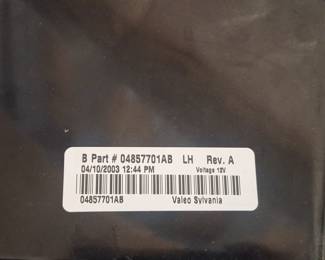 B Part # 04857701AB LH Rev. A
04/10/2003 12:44 PM Voltage 12V
04857701AB Valeo Sylvania